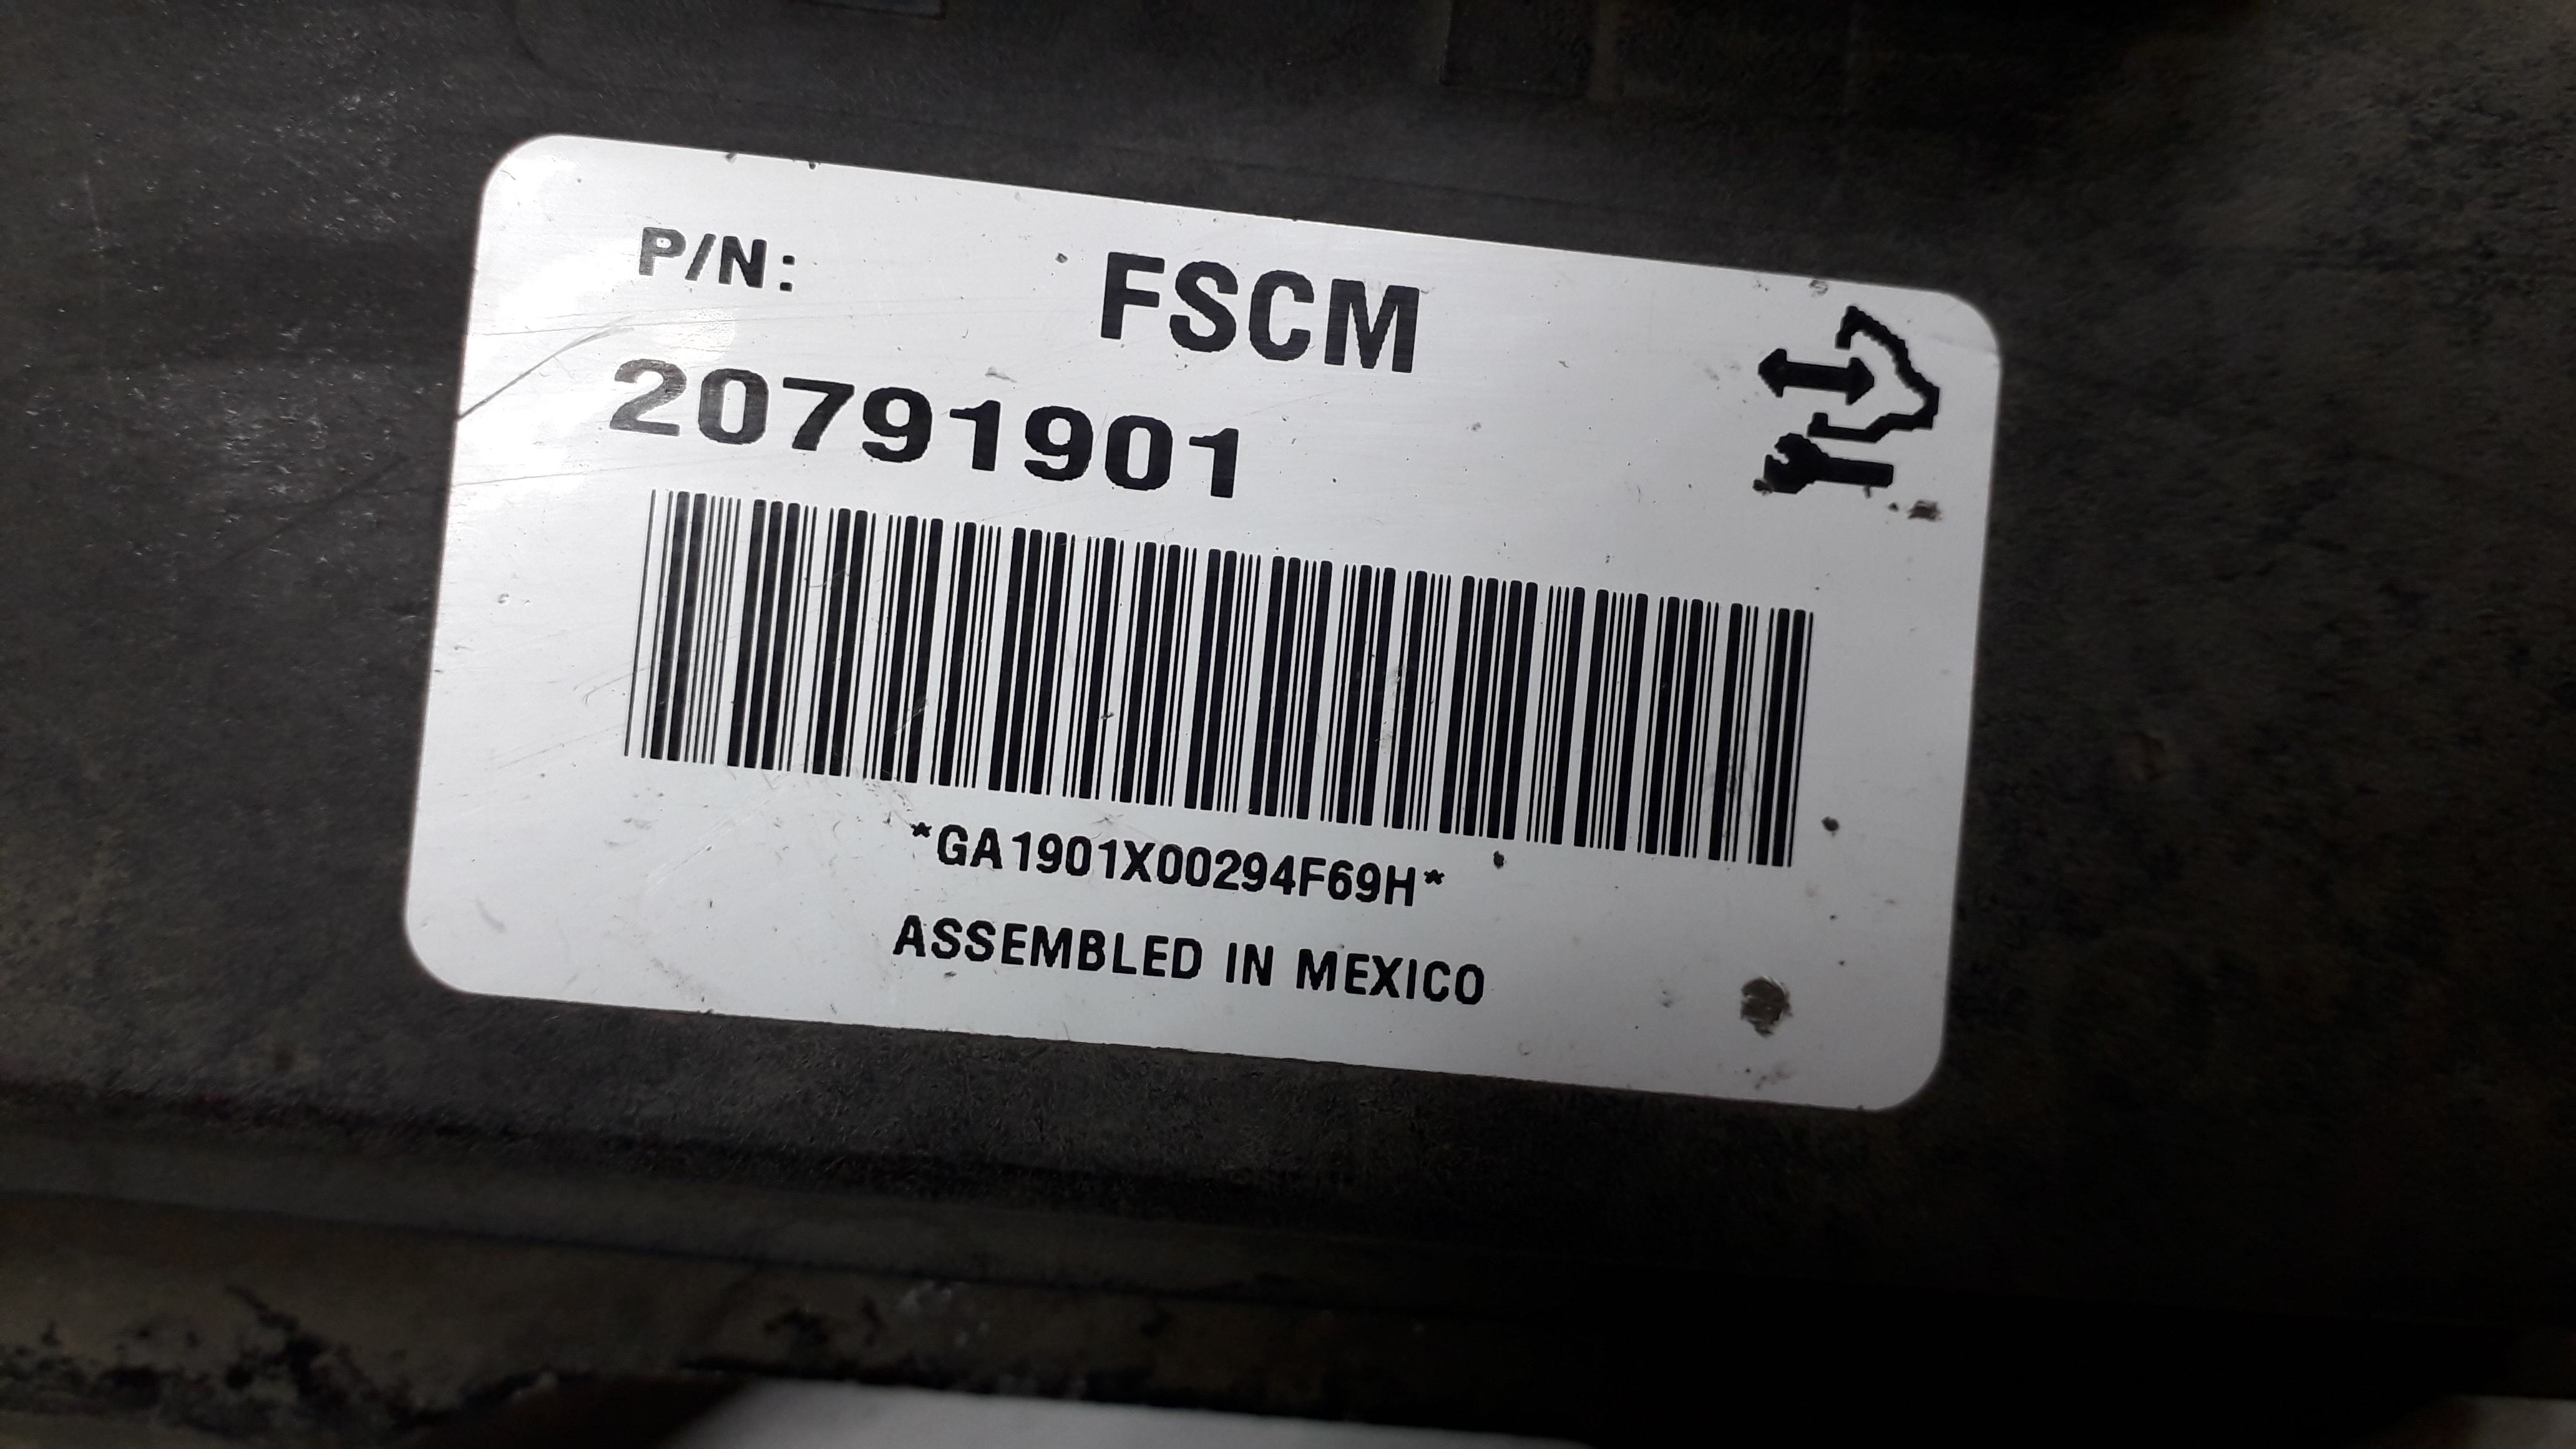 P/N: FSCM
20791901
*GA1901X00294F69H*
ASSEMBLED IN MEXICO